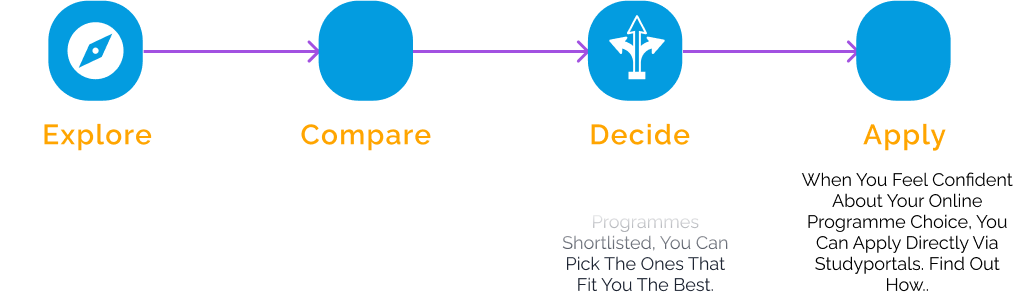 Explore
Compare
Decide
Apply
Programmes
Shortlisted, You Can
Pick The Ones That
Fit You The Best.
When You Feel Confident
About Your Online
Programme Choice, You
Can Apply Directly Via
Studyportals. Find Out
How..